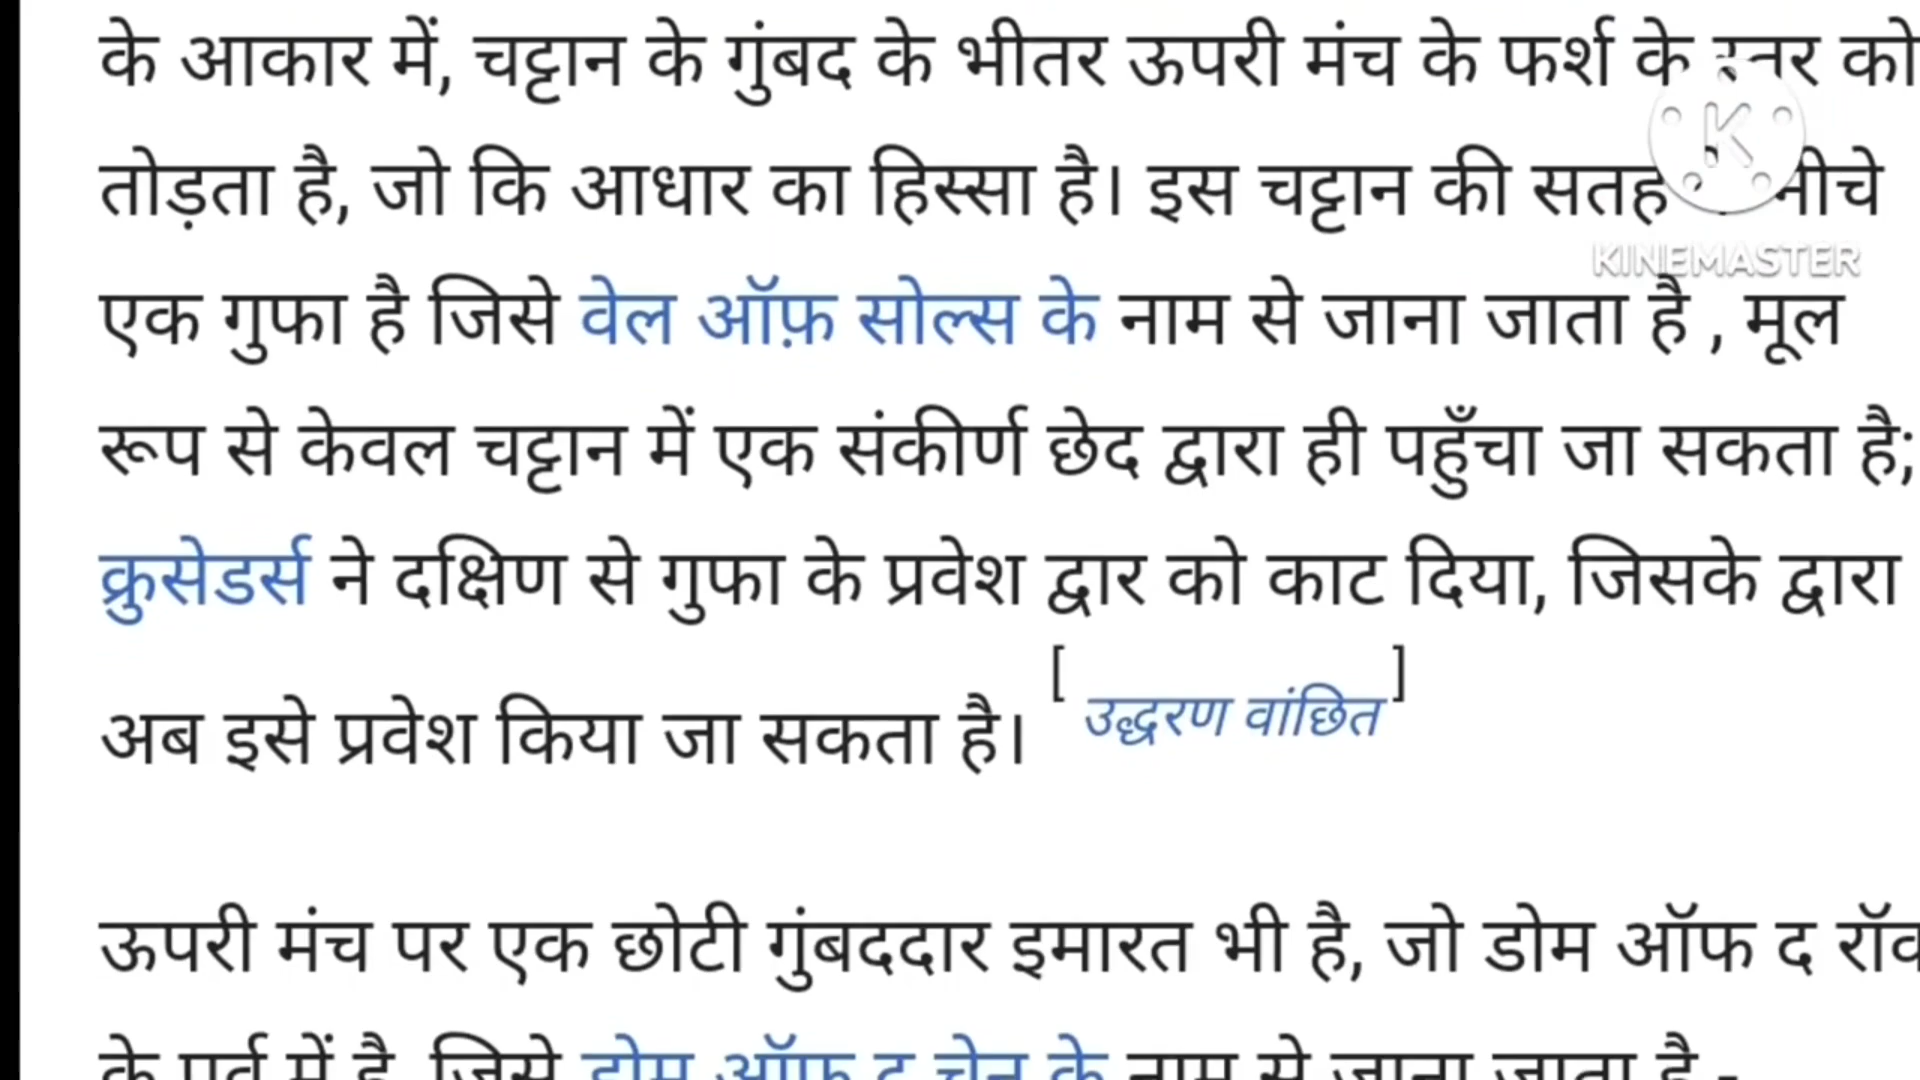 के आकार में, चट्टान के गुंबद के भीतर ऊपरी मंच के फर्श के स्तर को
तोड़ता है, जो कि आधार का हिस्सा है। इस चट्टान की सतह नीचे
KINEMASTER
एक गुफा है जिसे वेल ऑफ़ सोल्स के नाम से जाना जाता है , मूल
रूप से केवल चट्टान में एक संकीर्ण छेद द्वारा ही पहुँचा जा सकता है;
क्रुसेडर्स ने दक्षिण से गुफा के प्रवेश द्वार को काट दिया, जिसके द्वारा
अब इसे प्रवेश किया जा सकता है। [ उद्धरण वांछित ]
ऊपरी मंच पर एक छोटी गुंबददार इमारत भी है, जो डोम ऑफ द रॉक
के पूर्व में है, जिसे डोम ऑफ द चेन के नाम से जाना जाता है -